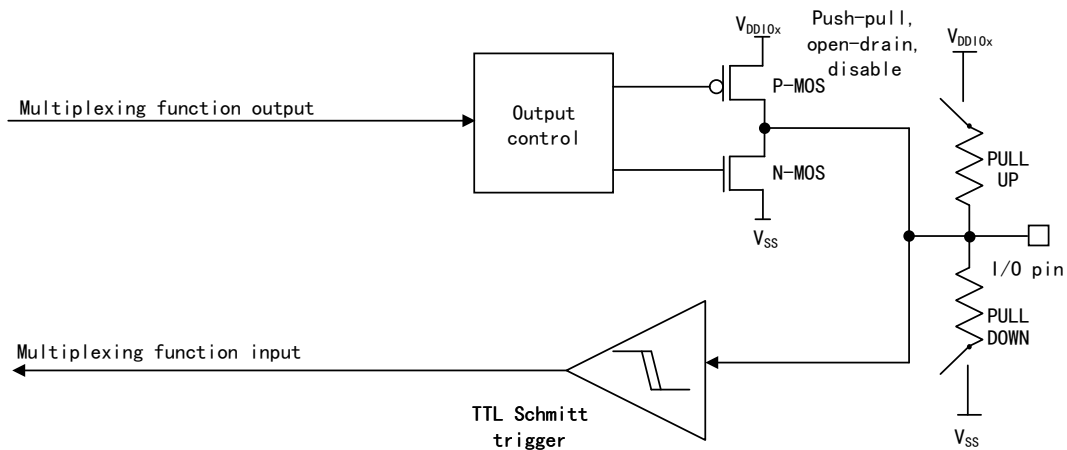 V_DDIOx
Push-pull,
open-drain,
disable
V_DDIOx
P-MOS
Multiplexing function output
Output
control
PULL
UP
N-MOS
V_SS
I/O pin
PULL
DOWN
Multiplexing function input
TTL Schmitt
trigger
V_SS